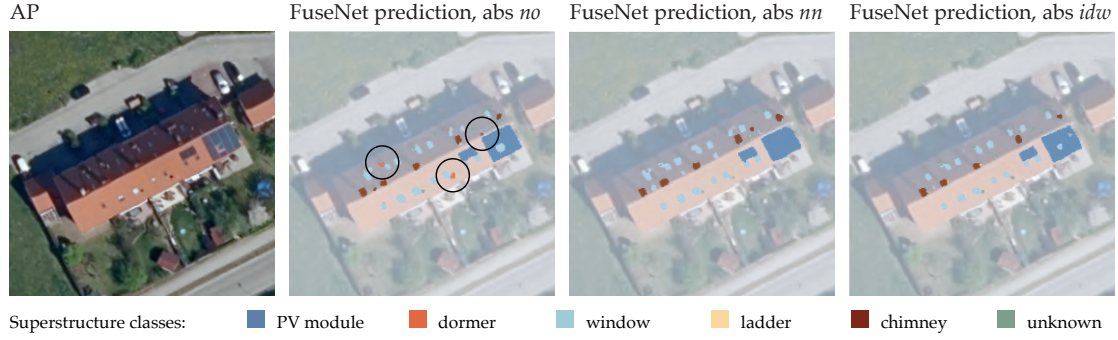 AP
FuseNet prediction, abs no
FuseNet prediction, abs nn
FuseNet prediction, abs idw
Superstructure classes:
PV module
dormer
window
ladder
chimney
unknown